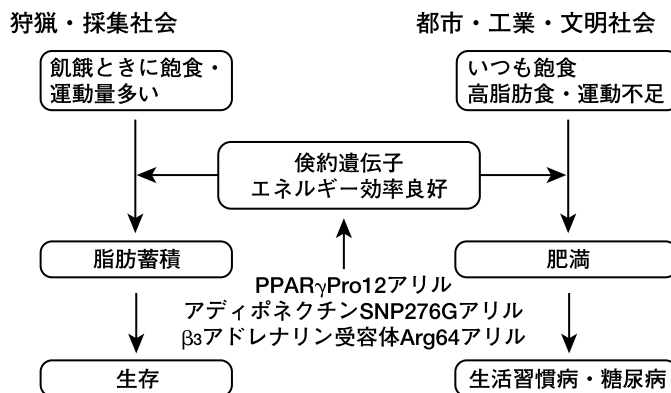 狩猟・採集社会
都市・工業・文明社会
飢餓ときに飽食・
運動量多い
いつも飽食
高脂肪食・運動不足
倹約遺伝子
エネルギー効率良好
脂肪蓄積
肥満
PPARγPro12アリル
アディポネクチンSNP276Gアリル
β3アドレナリン受容体Arg64アリル
生存
生活習慣病・糖尿病